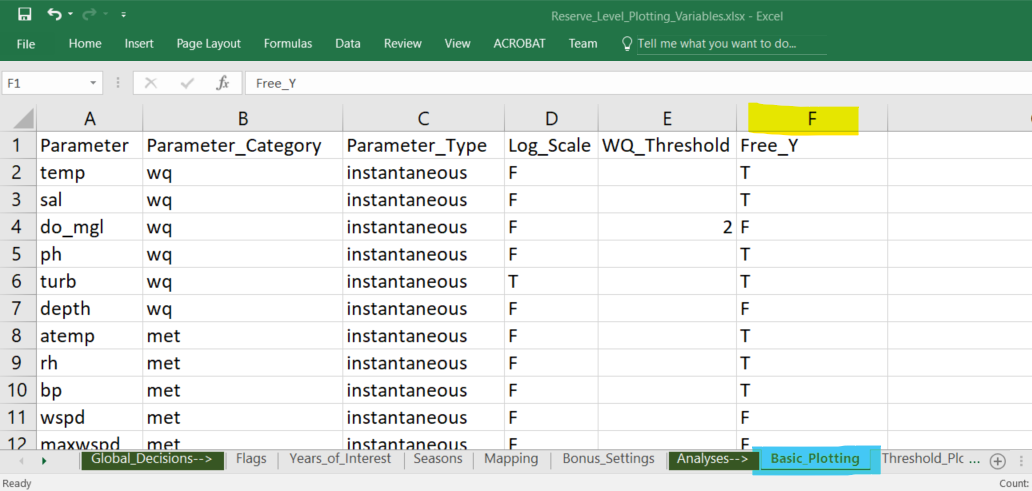 Reserve_Level_Plotting_Variables.xlsx - Excel
File Home Insert Page Layout Formulas Data Review View ACROBAT Team Tell me what you want to do...
F1 fx Free_Y
A B C D E F
1 Parameter Parameter_Category Parameter_Type Log_Scale WQ_Threshold Free_Y
2 temp wq instantaneous F T
3 sal wq instantaneous F T
4 do_mgl wq instantaneous F 2 F
5 ph wq instantaneous F T
6 turb wq instantaneous T T
7 depth wq instantaneous F F
8 atemp met instantaneous F T
9 rh met instantaneous F T
10 bp met instantaneous F T
11 wspd met instantaneous F F
12 maxwspd met instantaneous F F
Global_Decisions--> Flags Years_of_Interest Seasons Mapping Bonus_Settings Analyses--> Basic_Plotting Threshold_Plc ...
Ready Count: